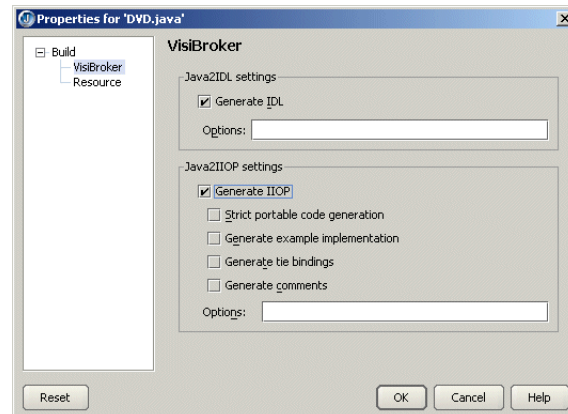 Properties for 'DVD.java'
Build
VisiBroker
Resource
VisiBroker
Java2IDL settings
Generate IDL
Options:
Java2IIOP settings
Generate IIOP
Strict portable code generation
Generate example implementation
Generate tie bindings
Generate comments
Options:
Reset
OK
Cancel
Help